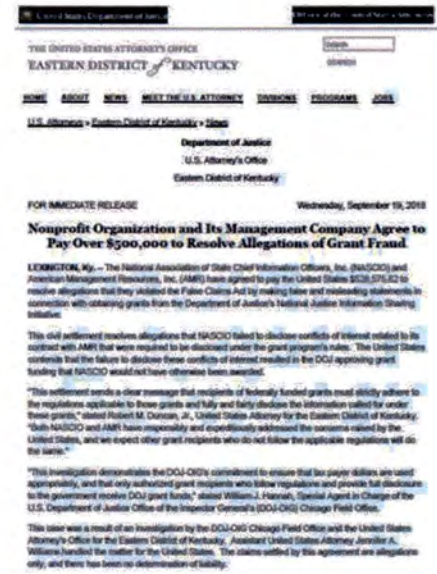 United States Department of Justice
THE UNITED STATES ATTORNEY'S OFFICE
EASTERN DISTRICT of KENTUCKY
SEARCH
HOME ABOUT NEWS MEET THE U.S. ATTORNEY DIVISIONS PROGRAMS JOBS
U.S. Attorneys » Eastern District of Kentucky » News
Department of Justice
U.S. Attorney's Office
Eastern District of Kentucky
FOR IMMEDIATE RELEASE Wednesday, September 19, 2018
Nonprofit Organization and Its Management Company Agree to
Pay Over $500,000 to Resolve Allegations of Grant Fraud
LEXINGTON, Ky. – The National Association of State Chief Information Officers, Inc. (NASCIO) and
American Management Resources, Inc. (AMR) have agreed to pay the United States
resolve allegations that they violated the False Claims Act by making false and misleading statements in
connection with obtaining grants from the Department of Justice's National Justice Information Sharing
Initiative.
This civil settlement resolves allegations that NASCIO failed to disclose conflicts of interest related to its
contract with AMR that were required to be disclosed under the grant program's rules. The United States
contends that the failure to disclose these conflicts of interest resulted in the DOJ approving grant
funding that NASCIO would not have otherwise been awarded.
"This settlement sends a clear message that recipients of federally funded grants must strictly adhere to
the regulations applicable to those grants and fully and fairly disclose the information called for under
these grants," stated Robert M. Duncan, Jr., United States Attorney for the Eastern District of Kentucky.
"Both NASCIO and AMR have responsibly and expeditiously addressed the concerns raised by the
United States, and we expect other grant recipients who do not follow the applicable regulations will do
the same."
"This investigation demonstrates the DOJ-OIG's commitment to ensure that tax payer dollars are used
appropriately, and that only authorized grant recipients who follow regulations and provide full disclosure
to the government receive DOJ grant funds," stated William J. Hannah, Special Agent in Charge of the
U.S. Department of Justice Office of the Inspector General's (DOJ-OIG) Chicago Field Office.
This case was a result of an investigation by the DOJ-OIG Chicago Field Office and the United States
Attorney's Office for the Eastern District of Kentucky. Assistant United States Attorney Jennifer A.
Williams handled the matter for the United States. The claims settled by this agreement are allegations
only, and there has been no determination of liability.